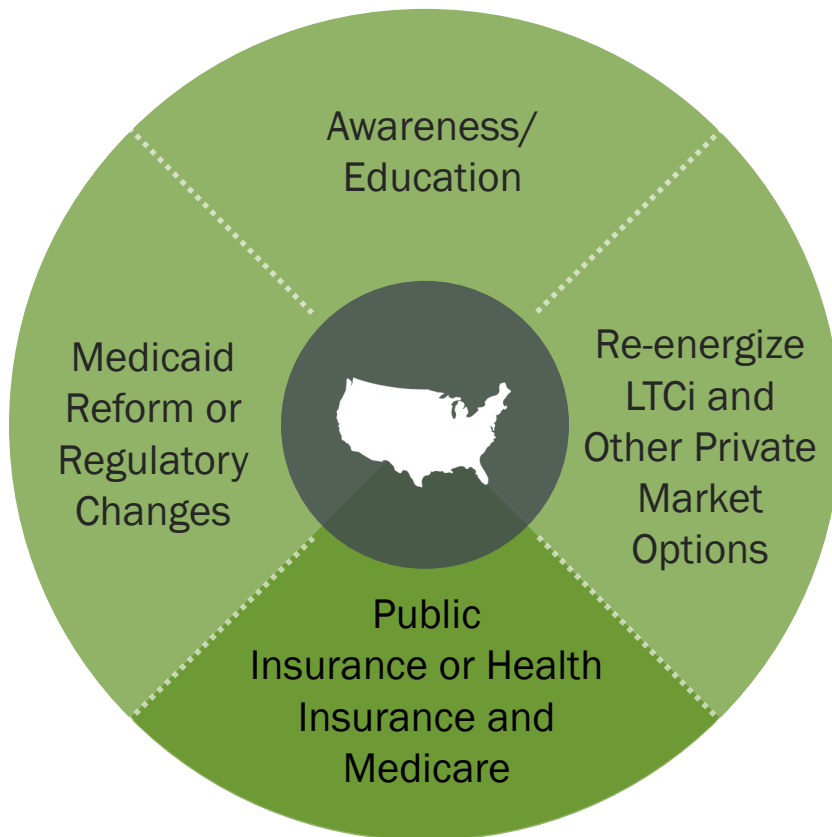 Awareness/
Education
Medicaid
Reform or
Regulatory
Changes
Re-energize
LTCi and
Other Private
Market
Options
Public
Insurance or Health
Insurance and
Medicare